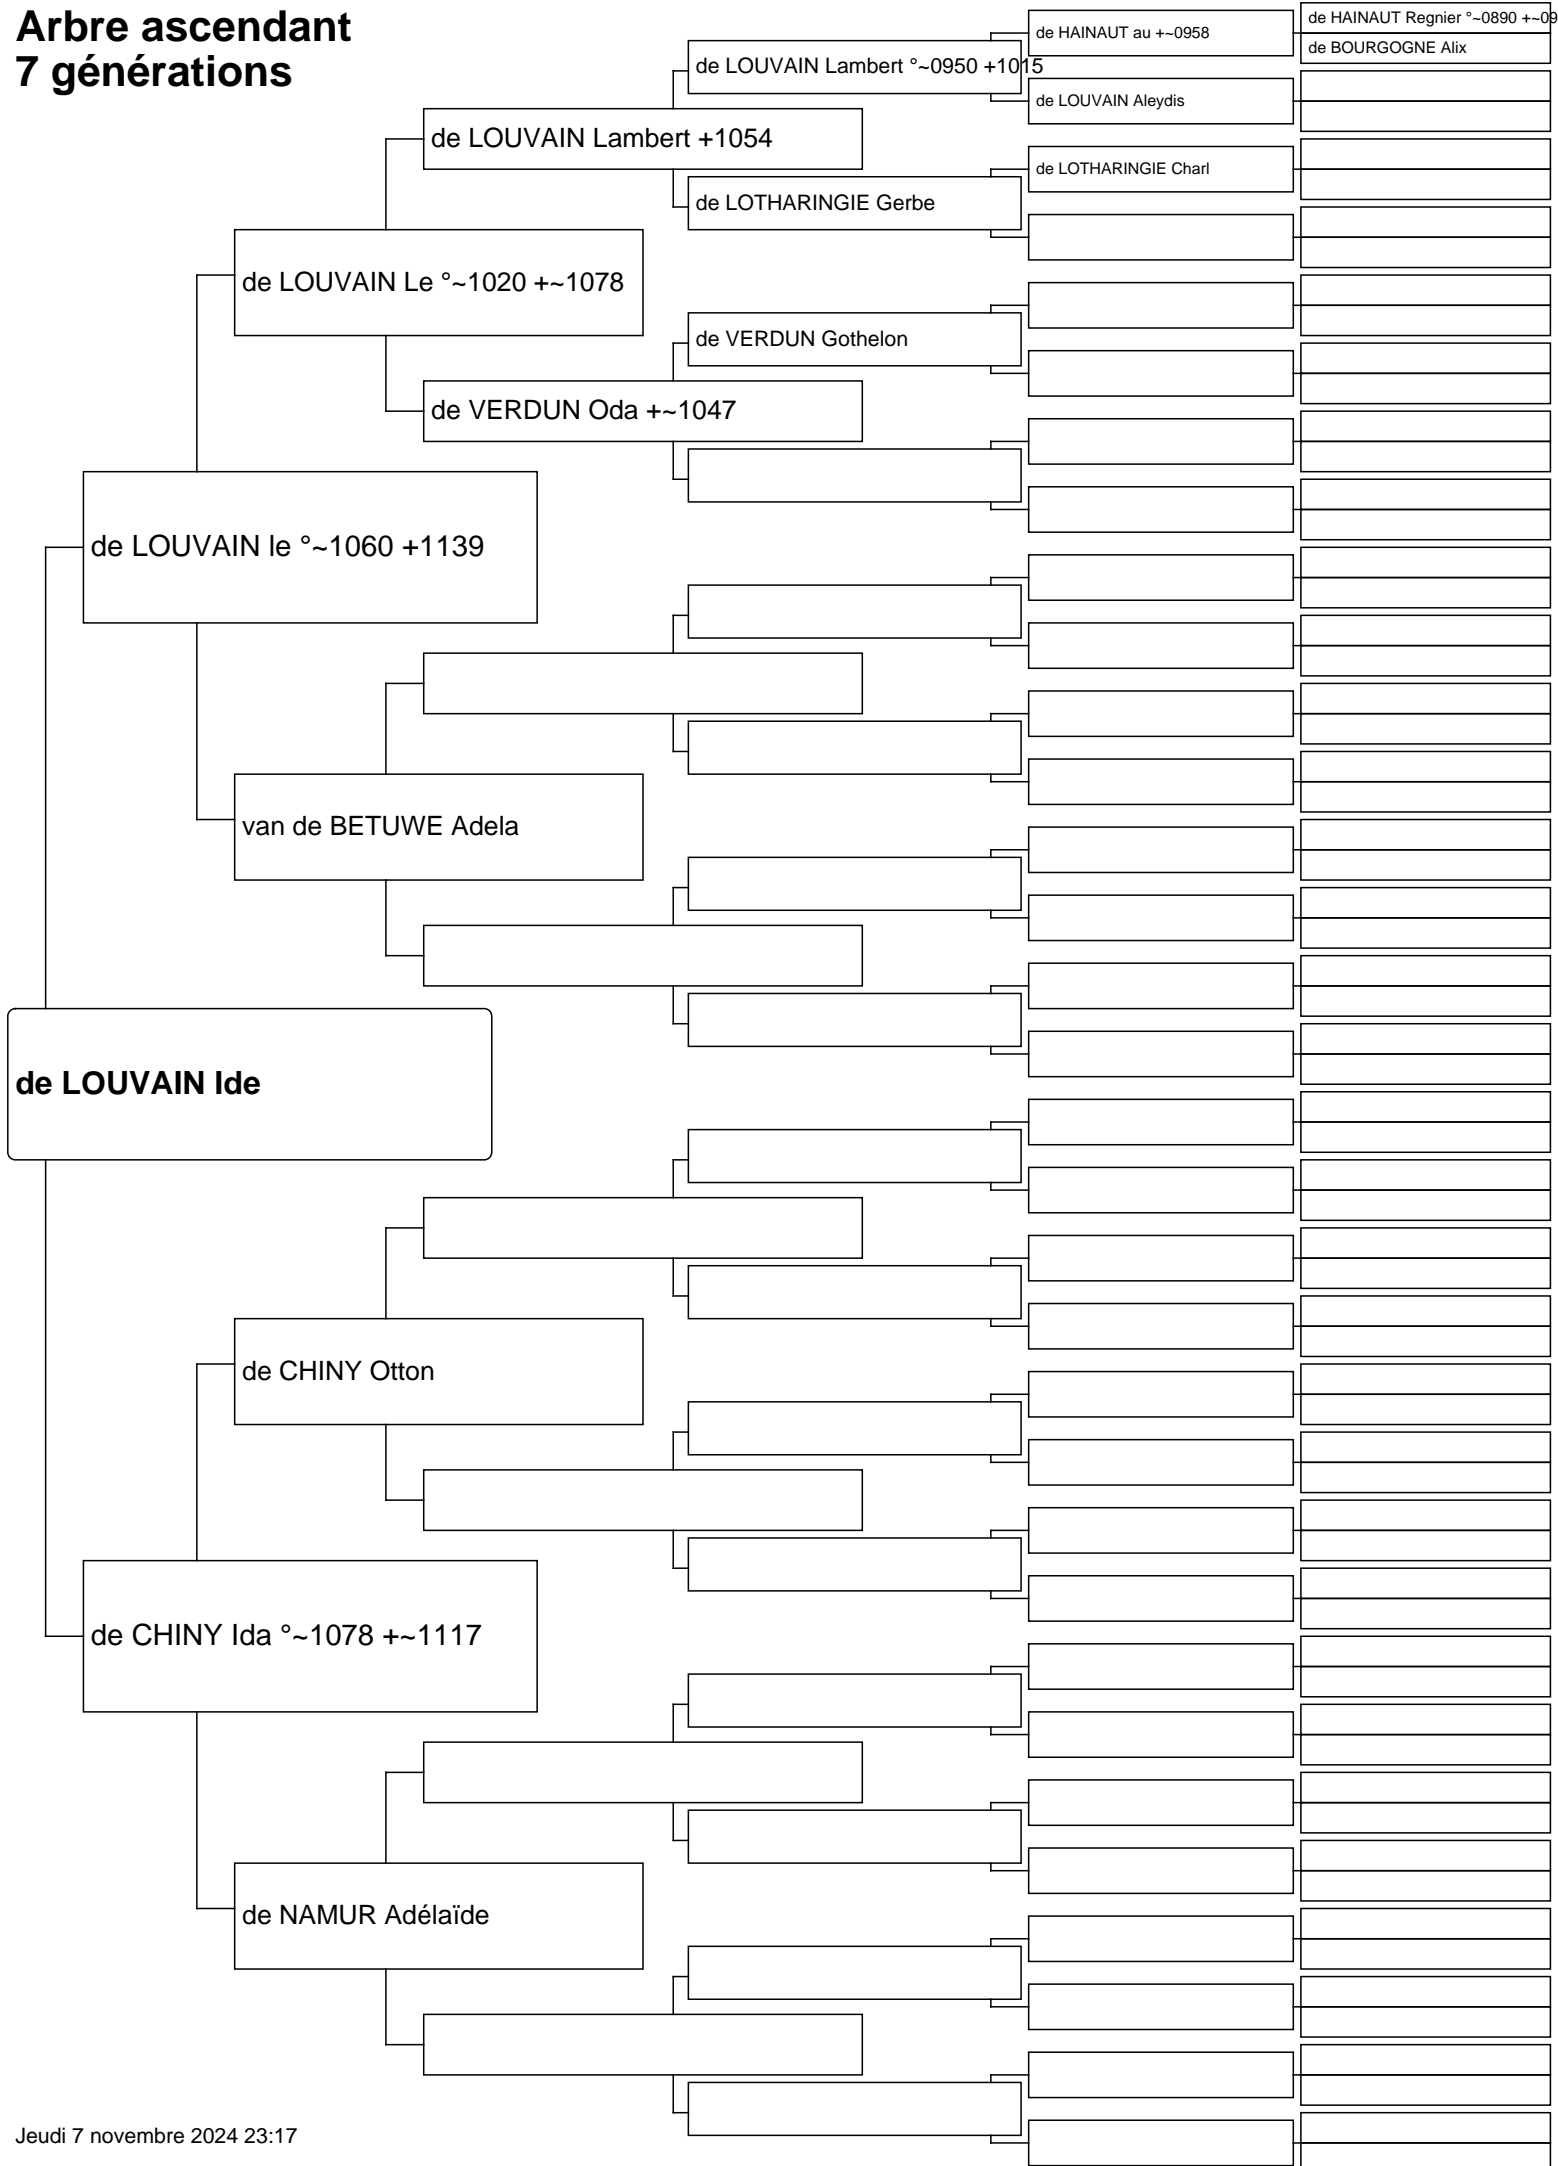 Arbre ascendant
7 générations
de HAINAUT Regnier °~0890 +~09
de HAINAUT au +~0958
de BOURGOGNE Alix
de LOUVAIN Lambert °~0950 +1015
de LOUVAIN Aleydis
de LOUVAIN Lambert +1054
de LOTHARINGIE Charl
de LOTHARINGIE Gerbe
de LOUVAIN Le °~1020 +~1078
de VERDUN Gothelon
de VERDUN Oda +~1047
de LOUVAIN le °~1060 +1139
van de BETUWE Adela
de LOUVAIN Ide
de CHINY Otton
de CHINY Ida °~1078 +~1117
de NAMUR Adélaïde
Jeudi 7 novembre 2024 23:17